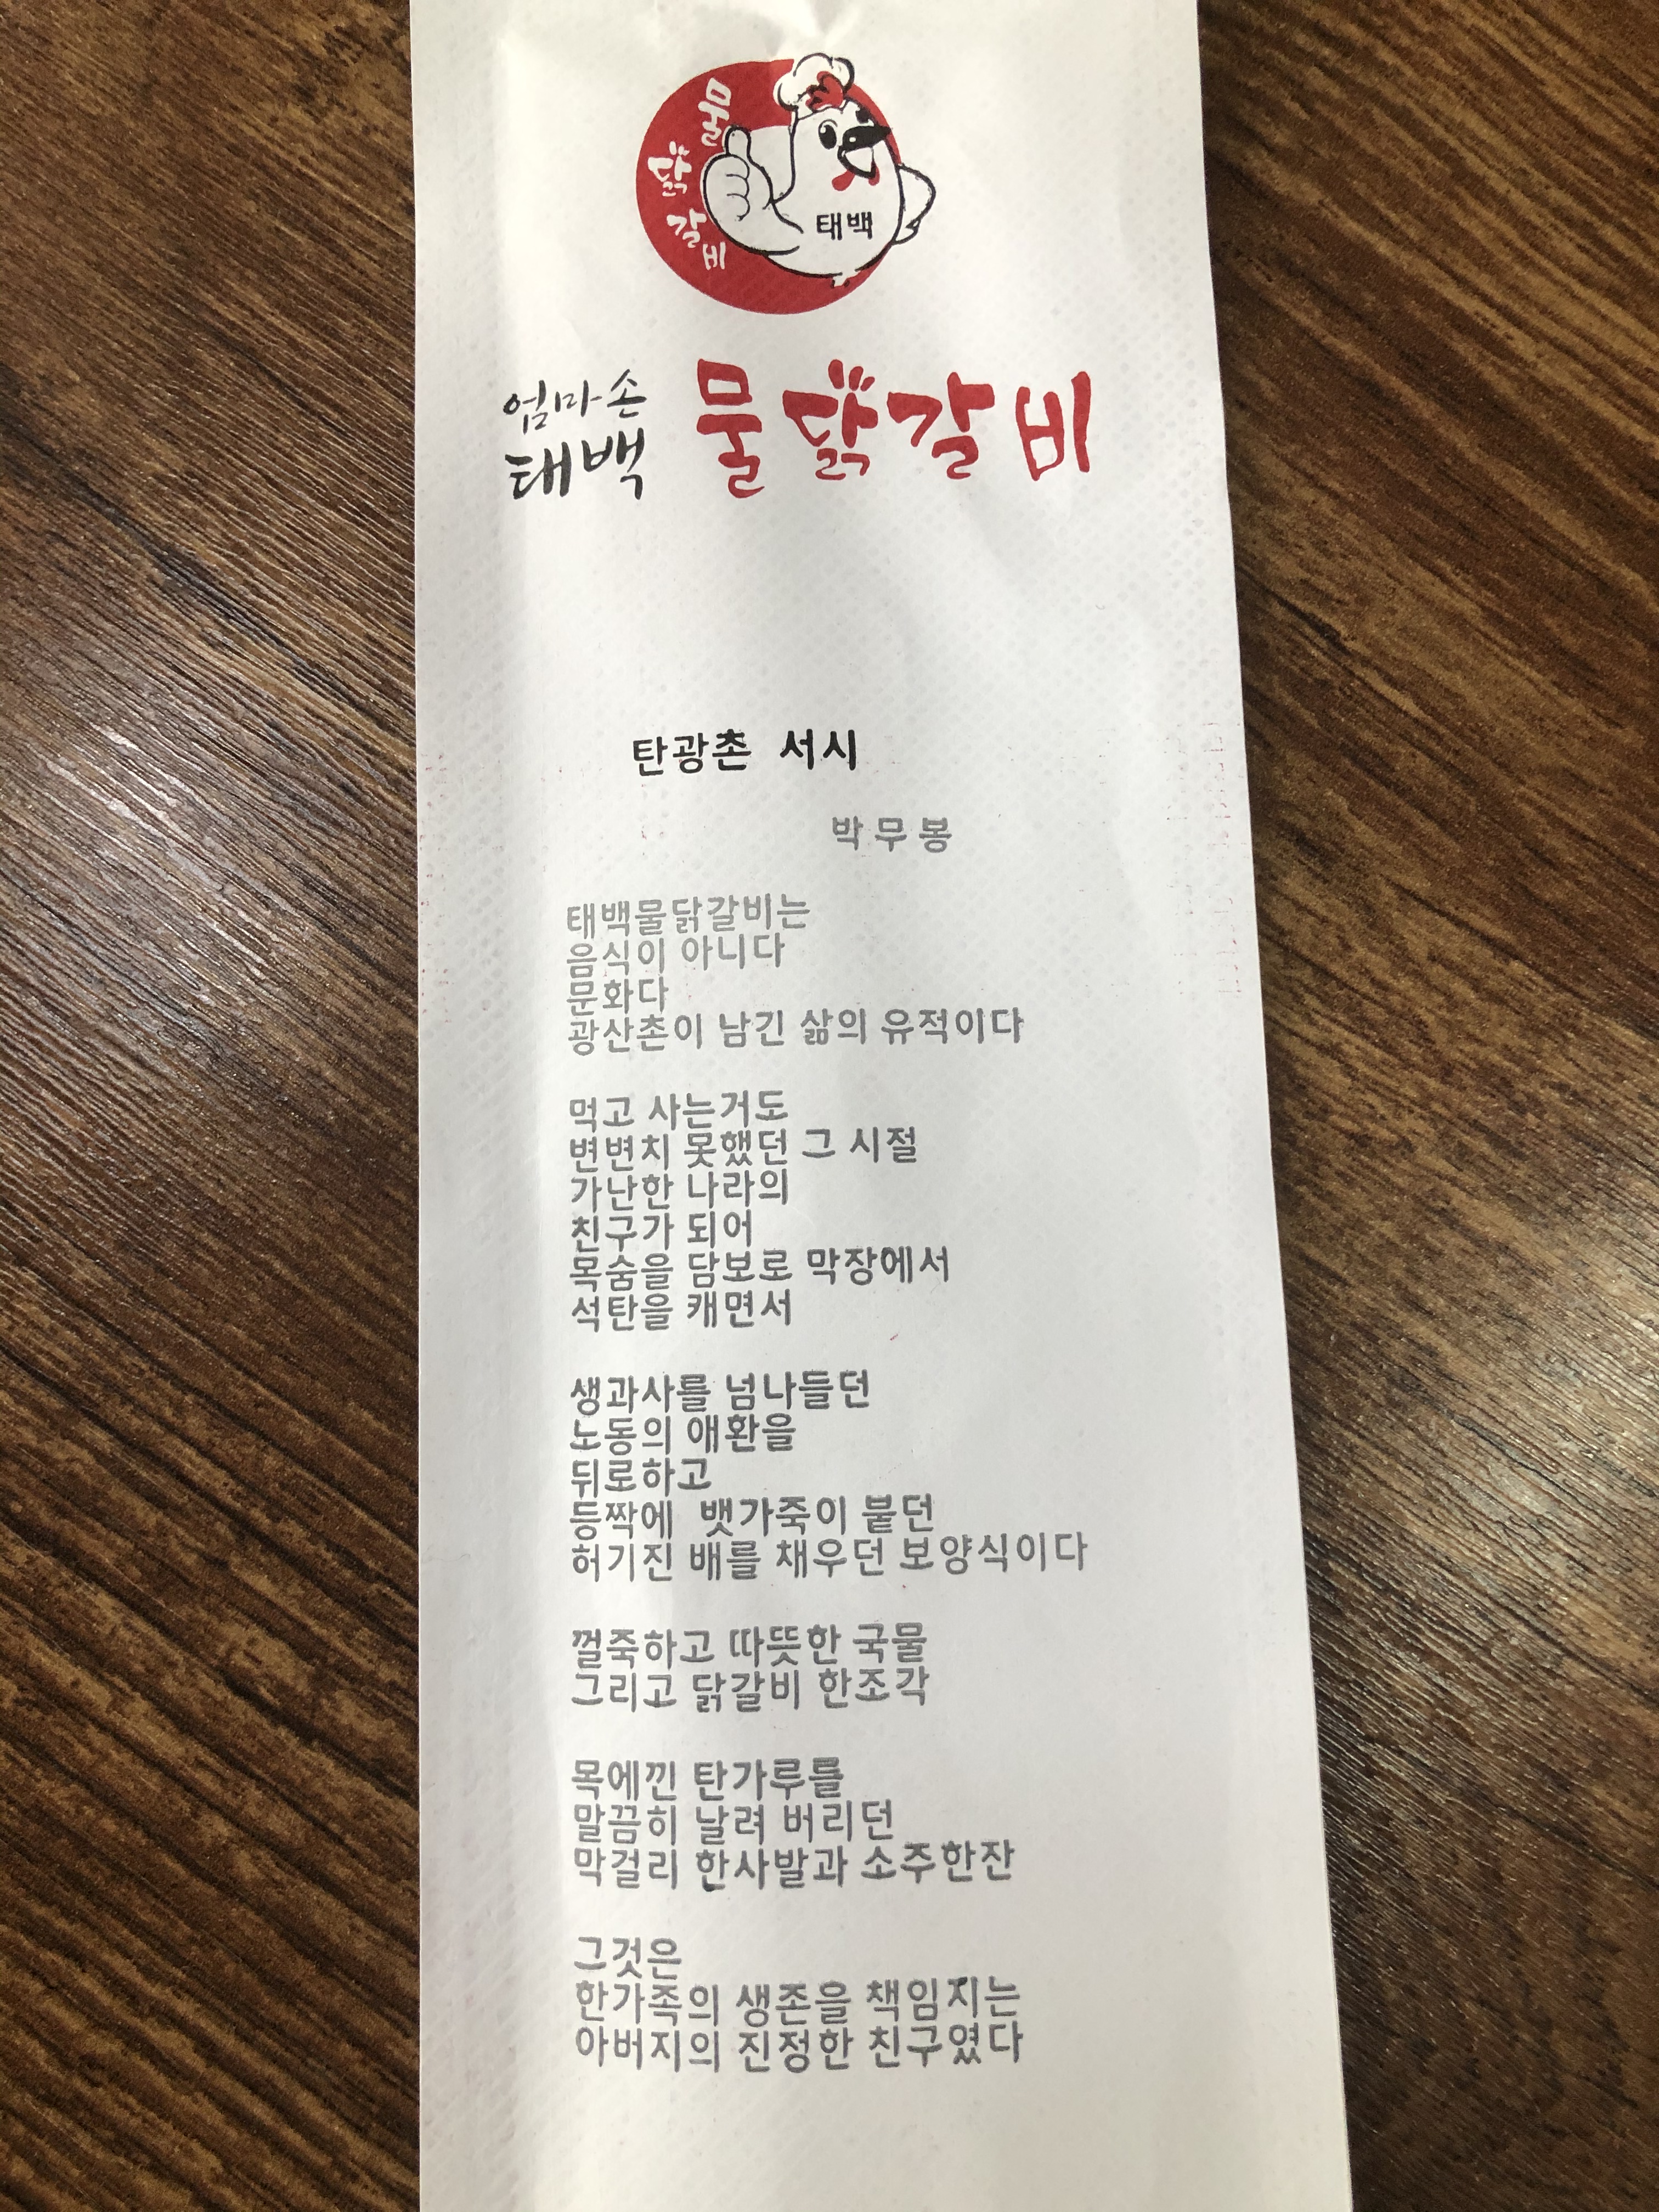 물
닭
갈
비
태백
엄마손
태백
물닭갈비
탄광촌 서시
박무봉
태백물닭갈비는
음식이 아니다
문화다
광산촌이 남긴 삶의 유적이다
먹고 사는거도
변변치 못했던 그 시절
가난한 나라의
친구가 되어
목숨을 담보로 막장에서
석탄을 캐면서
생과사를 넘나들던
노동의 애환을
뒤로하고
등짝에 뱃가죽이 붙던
허기진 배를 채우던 보양식이다
껄죽하고 따뜻한 국물
그리고 닭갈비 한조각
목에낀 탄가루를
말끔히 날려 버리던
막걸리 한사발과 소주한잔
그것은
한가족의 생존을 책임지는
아버지의 진정한 친구였다